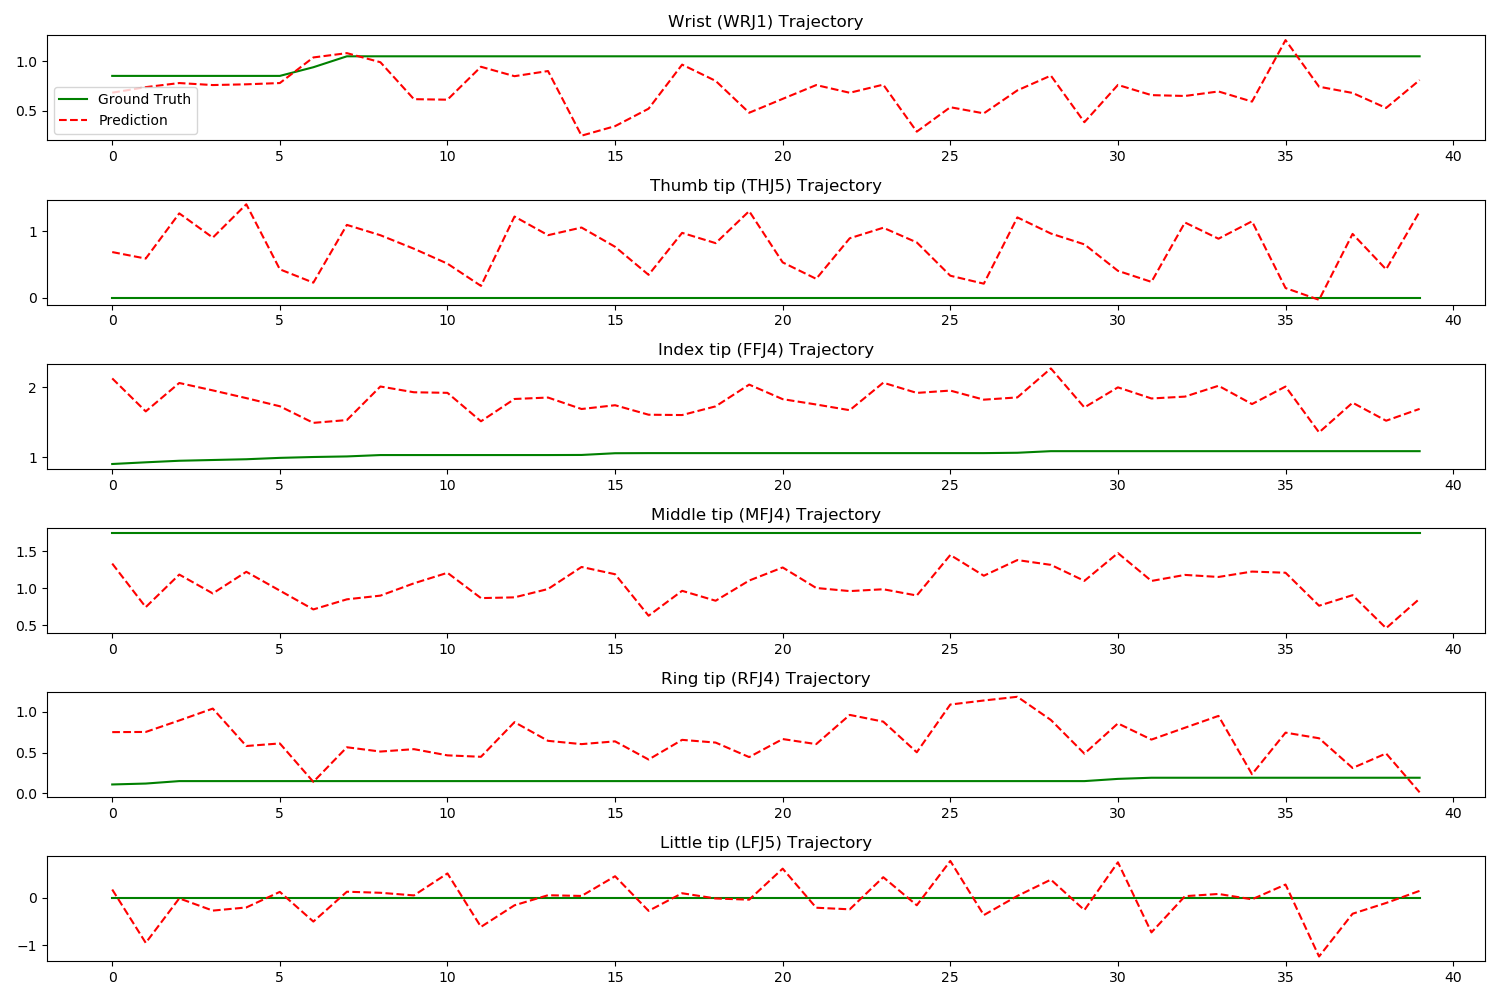 Wrist (WRJ1) Trajectory
1.0
0.5
Ground Truth
Prediction
0 5 10 15 20 25 30 35 40
Thumb tip (THJ5) Trajectory
1
0
0 5 10 15 20 25 30 35 40
Index tip (FFJ4) Trajectory
2
1
0 5 10 15 20 25 30 35 40
Middle tip (MFJ4) Trajectory
1.5
1.0
0.5
0 5 10 15 20 25 30 35 40
Ring tip (RFJ4) Trajectory
1.0
0.5
0.0
0 5 10 15 20 25 30 35 40
Little tip (LFJ5) Trajectory
0
−1
0 5 10 15 20 25 30 35 40